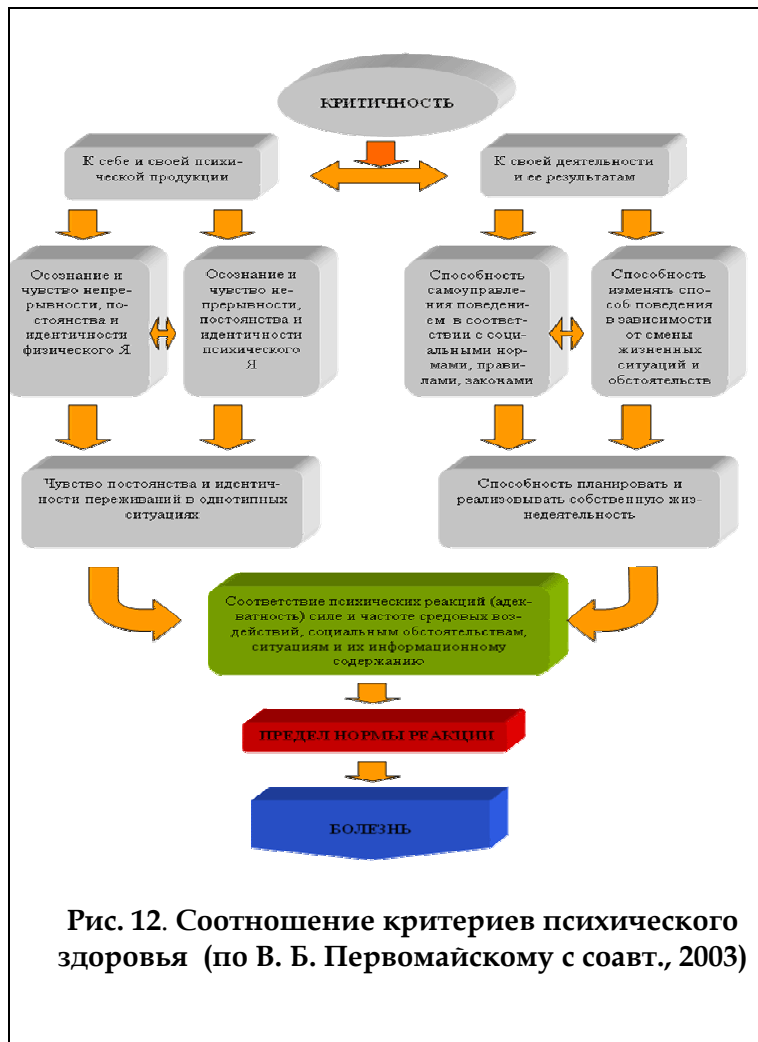 КРИТИЧНОСТЬ
К себе и своей психи-
ческой продукции
К своей деятельности
и ее результатам
Осознание и
чувство непре-
рывности, по-
стоянства и
идентичности
физического Я
Осознание и
чувство не-
прерывности,
постоянства и
идентичности
психического
Я
Способность
самоуправле-
ния поведени-
ем в соответ-
ствии с соци-
альными нор-
мами, прави-
лами, законами
Способность
изменять спо-
соб поведения
в зависимости
от смены
жизненных
ситуаций и
обстоятельств
Чувство постоянства и идентич-
ности переживаний в однотипных
ситуациях
Способность планировать и
реализовывать собственную жиз-
недеятельность
Соответствие психических реакций (адек-
ватность) силе и частоте средовых воз-
действий, социальным обстоятельствам,
ситуациям и их информационному
содержанию
ПРЕДЕЛ НОРМЫ РЕАКЦИИ
БОЛЕЗНЬ
Рис. 12. Соотношение критериев психического
здоровья (по В. Б. Первомайскому с соавт., 2003)